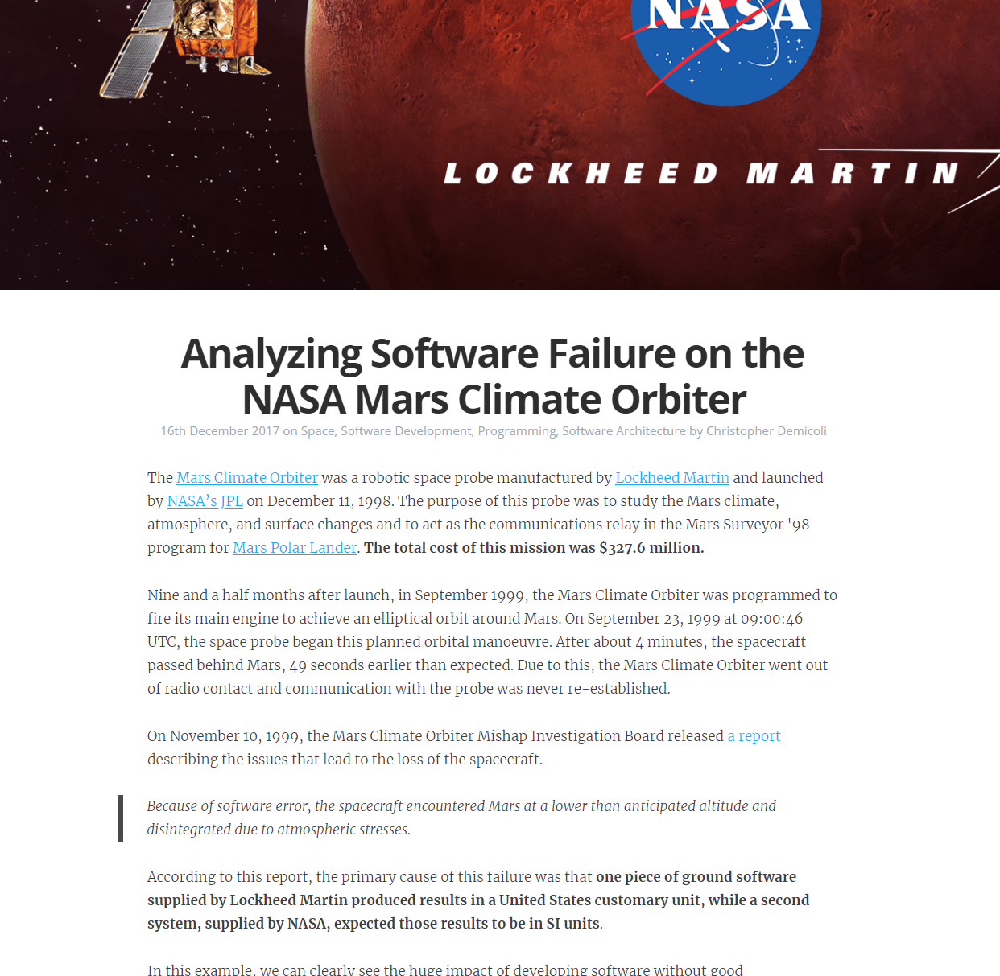 NASA
LOCKHEED MARTIN
Analyzing Software Failure on the
NASA Mars Climate Orbiter
16th December 2017 on Space, Software Development, Programming, Software Architecture by Christopher Demicoli
The Mars Climate Orbiter was a robotic space probe manufactured by Lockheed Martin and launched
by NASA’s JPL on December 11, 1998. The purpose of this probe was to study the Mars climate,
atmosphere, and surface changes and to act as the communications relay in the Mars Surveyor '98
program for Mars Polar Lander. The total cost of this mission was $327.6 million.
Nine and a half months after launch, in September 1999, the Mars Climate Orbiter was programmed to
fire its main engine to achieve an elliptical orbit around Mars. On September 23, 1999 at 09:00:46
UTC, the space probe began this planned orbital manoeuvre. After about 4 minutes, the spacecraft
passed behind Mars, 49 seconds earlier than expected. Due to this, the Mars Climate Orbiter went out
of radio contact and communication with the probe was never re-established.
On November 10, 1999, the Mars Climate Orbiter Mishap Investigation Board released a report
describing the issues that lead to the loss of the spacecraft.
Because of software error, the spacecraft encountered Mars at a lower than anticipated altitude and
disintegrated due to atmospheric stresses.
According to this report, the primary cause of this failure was that one piece of ground software
supplied by Lockheed Martin produced results in a United States customary unit, while a second
system, supplied by NASA, expected those results to be in SI units.
In this example, we can clearly see the huge impact of developing software without good